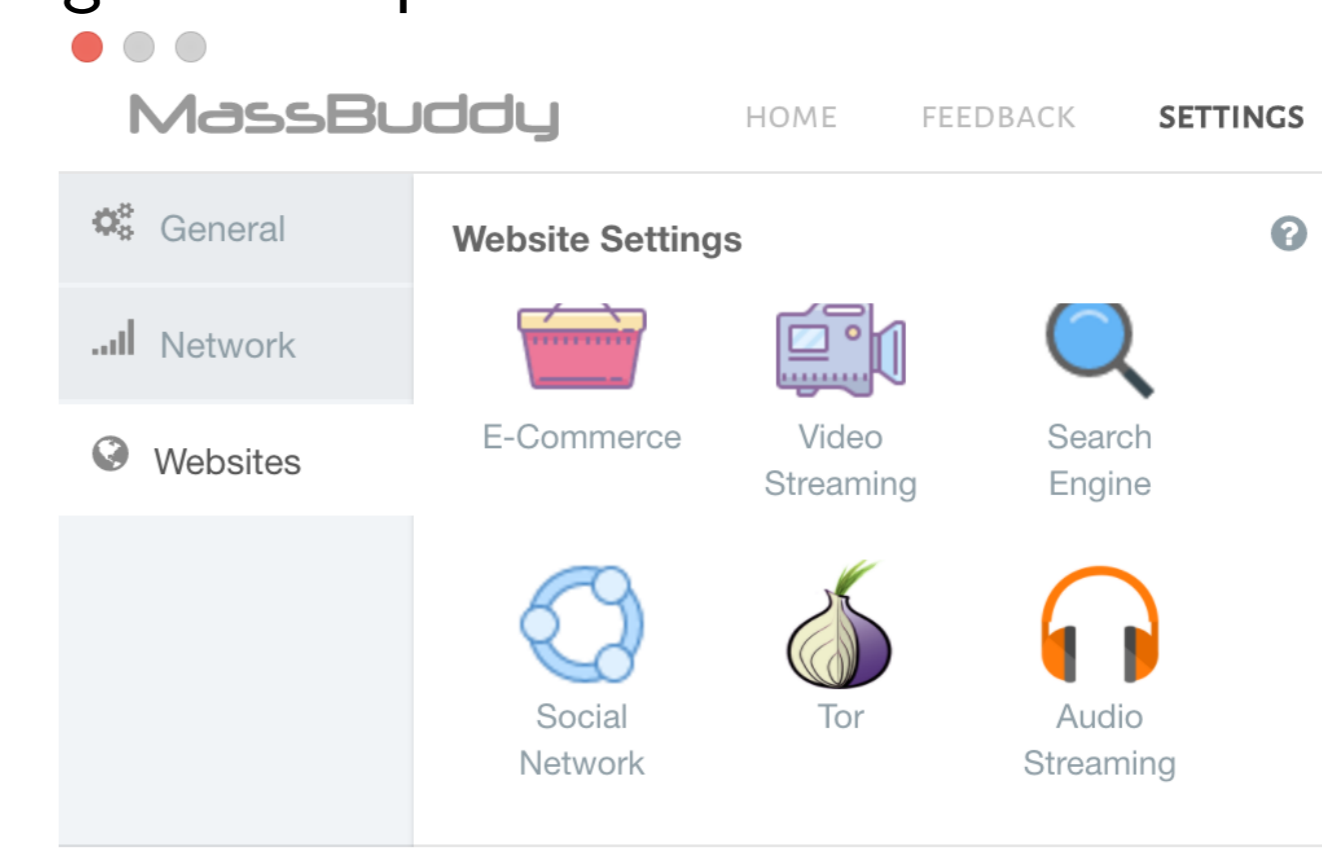 MassBuddy
HOME
FEEDBACK
SETTINGS
General
Network
Websites
Website Settings
E-Commerce
Video
Streaming
Search
Engine
Social
Network
Tor
Audio
Streaming